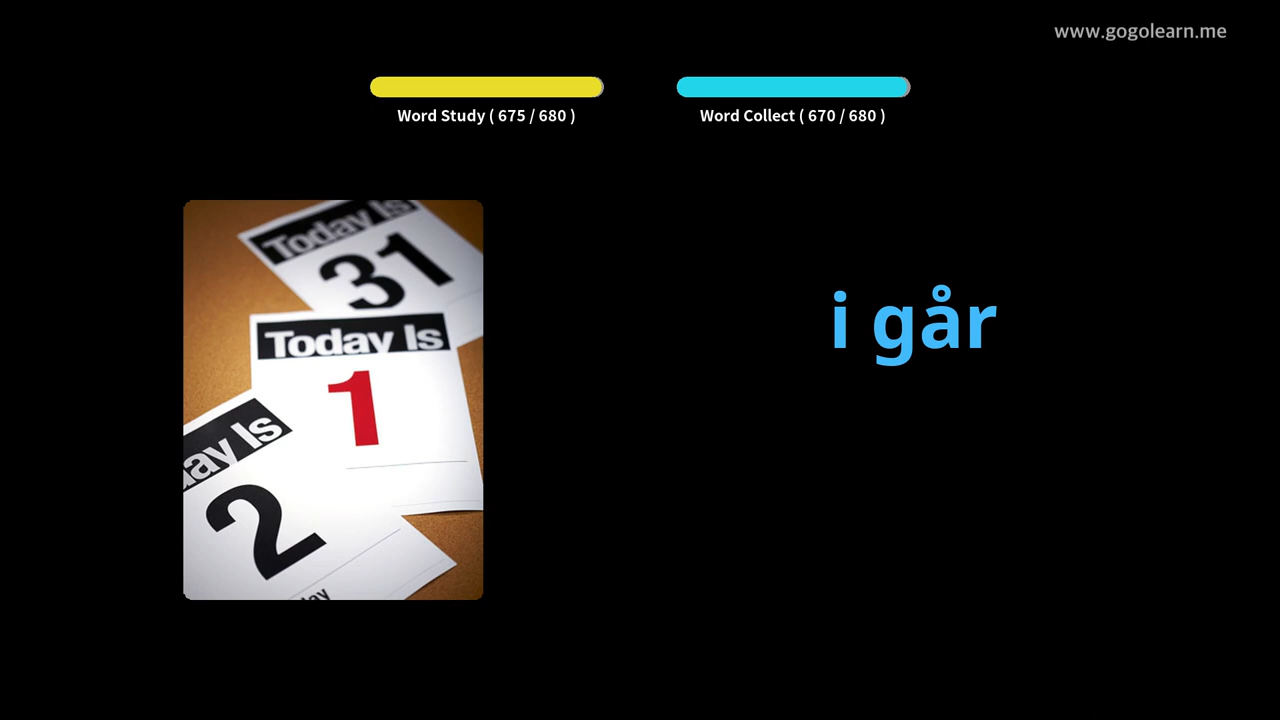 www.gogolearn.me
Word Study ( 675 / 680 )
Word Collect ( 670 / 680 )
Today Is
31
Today Is
1
ay Is
2
i går